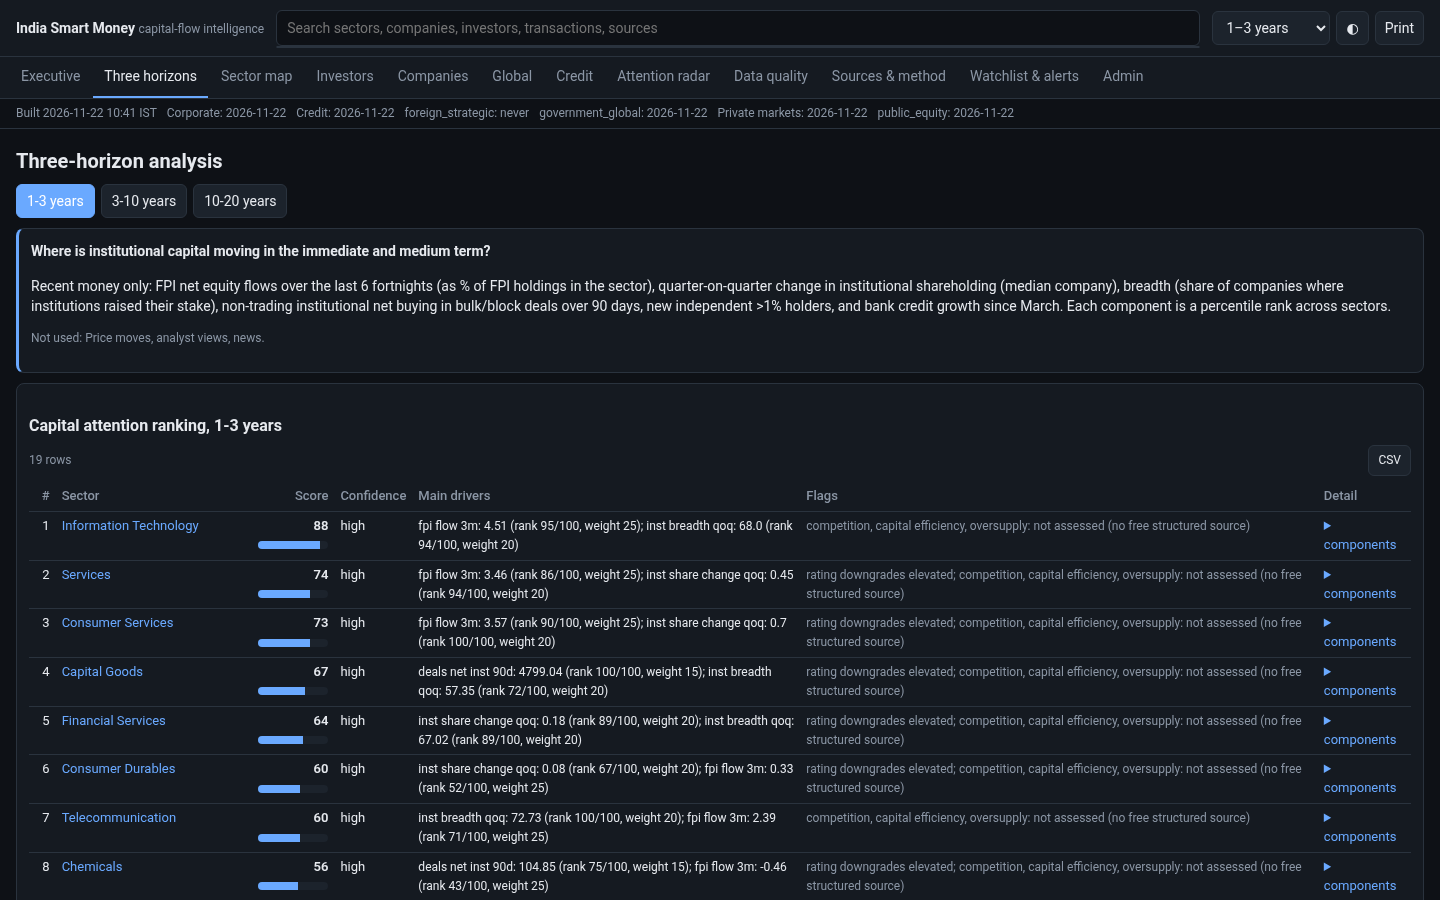 India Smart Money capital-flow intelligence
Search sectors, companies, investors, transactions, sources
1–3 years
Print
Executive Three horizons Sector map Investors Companies Global Credit Attention radar Data quality Sources & method Watchlist & alerts Admin
Built 2026-11-22 10:41 IST Corporate: 2026-11-22 Credit: 2026-11-22 foreign_strategic: never government_global: 2026-11-22 Private markets: 2026-11-22 public_equity: 2026-11-22
Three-horizon analysis
1-3 years 3-10 years 10-20 years
Where is institutional capital moving in the immediate and medium term?
Recent money only: FPI net equity flows over the last 6 fortnights (as % of FPI holdings in the sector), quarter-on-quarter change in institutional shareholding (median company), breadth (share of companies where
institutions raised their stake), non-trading institutional net buying in bulk/block deals over 90 days, new independent >1% holders, and bank credit growth since March. Each component is a percentile rank across sectors.
Not used: Price moves, analyst views, news.
Capital attention ranking, 1-3 years
19 rows
CSV
# Sector Score Confidence Main drivers Flags Detail
1 Information Technology 88 high fpi flow 3m: 4.51 (rank 95/100, weight 25); inst breadth qoq: 68.0 (rank competition, capital efficiency, oversupply: not assessed (no free structured source)
94/100, weight 20) components
2 Services 74 high fpi flow 3m: 3.46 (rank 86/100, weight 25); inst share change qoq: 0.45 rating downgrades elevated; competition, capital efficiency, oversupply: not assessed (no free
(rank 94/100, weight 20) structured source) components
3 Consumer Services 73 high fpi flow 3m: 3.57 (rank 90/100, weight 25); inst share change qoq: 0.7 rating downgrades elevated; competition, capital efficiency, oversupply: not assessed (no free
(rank 100/100, weight 20) structured source) components
4 Capital Goods 67 high deals net inst 90d: 4799.04 (rank 100/100, weight 15); inst breadth rating downgrades elevated; competition, capital efficiency, oversupply: not assessed (no free
qoq: 57.35 (rank 72/100, weight 20) structured source) components
5 Financial Services 64 high inst share change qoq: 0.18 (rank 89/100, weight 20); inst breadth qoq: rating downgrades elevated; competition, capital efficiency, oversupply: not assessed (no free
67.02 (rank 89/100, weight 20) structured source) components
6 Consumer Durables 60 high inst share change qoq: 0.08 (rank 67/100, weight 20); fpi flow 3m: 0.33 rating downgrades elevated; competition, capital efficiency, oversupply: not assessed (no free
(rank 52/100, weight 25) structured source) components
7 Telecommunication 60 high inst breadth qoq: 72.73 (rank 100/100, weight 20); fpi flow 3m: 2.39 competition, capital efficiency, oversupply: not assessed (no free structured source)
(rank 71/100, weight 25) components
8 Chemicals 56 high deals net inst 90d: 104.85 (rank 75/100, weight 15); fpi flow 3m: -0.46 rating downgrades elevated; competition, capital efficiency, oversupply: not assessed (no free
(rank 43/100, weight 25) structured source) components